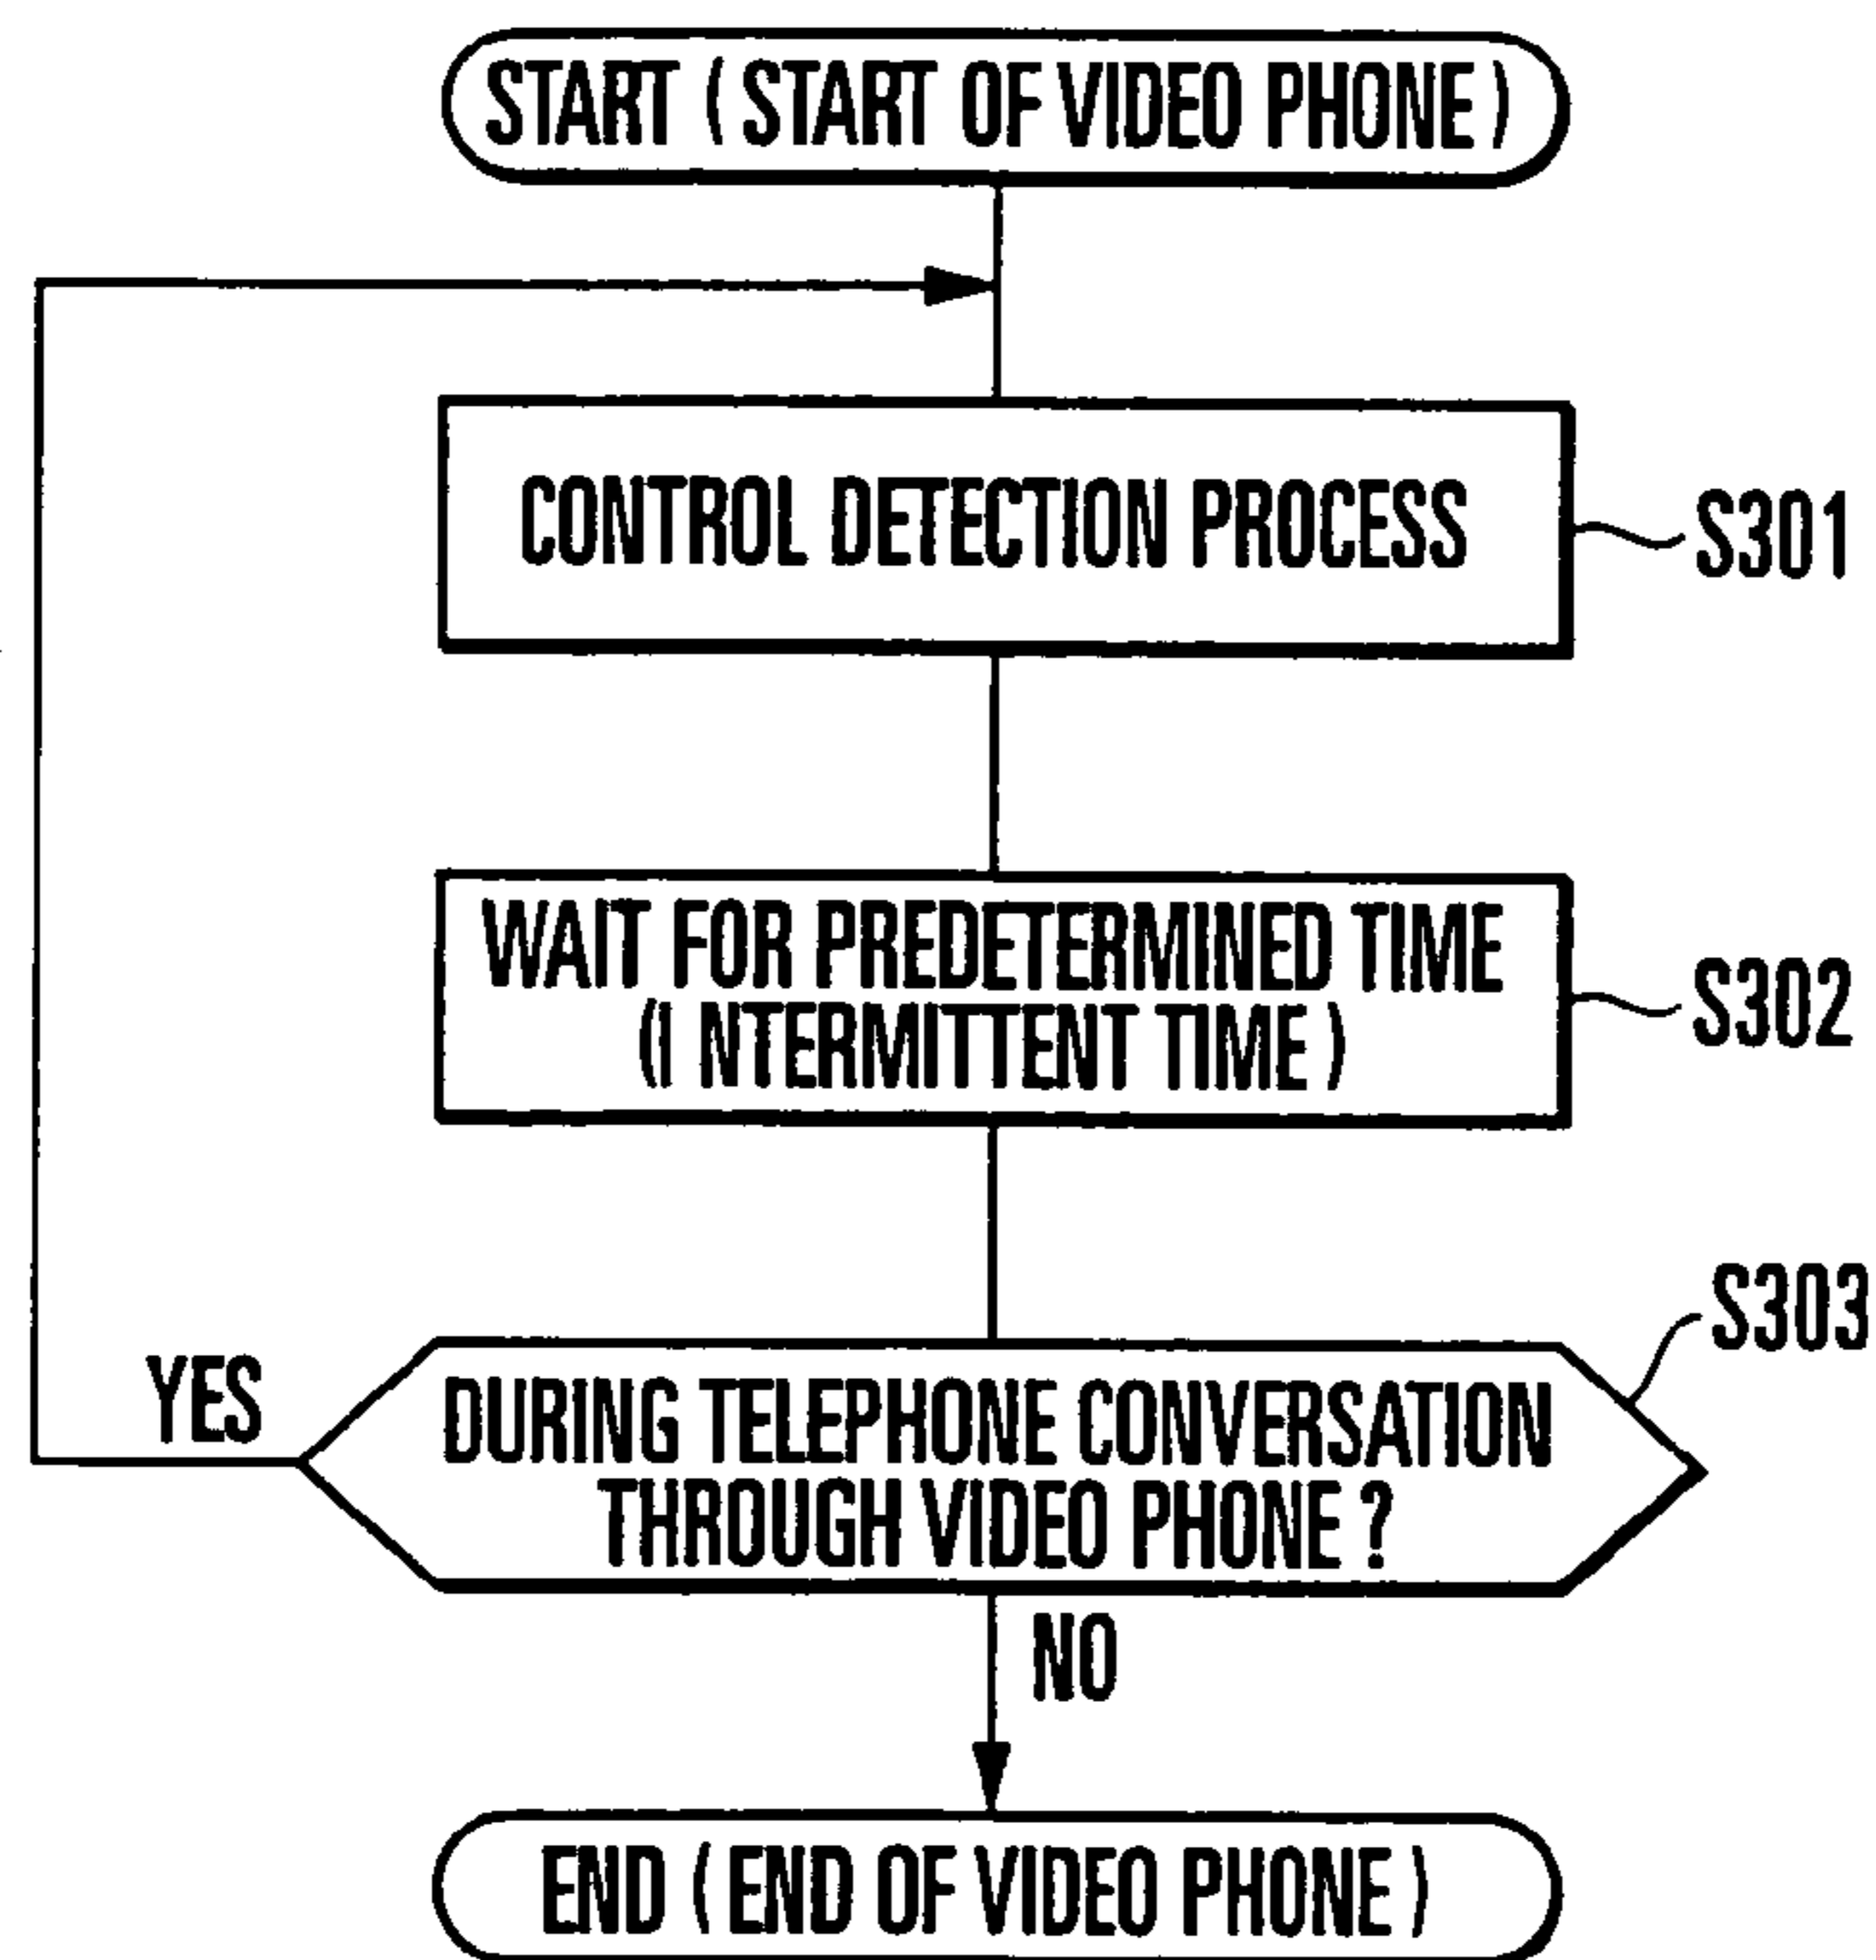 START ( START OF VIDEO PHONE )
CONTROL DETECTION PROCESS
S301
WAIT FOR PREDETERMINED TIME
(I NTERMITTENT TIME )
S302
S303
YES
DURING TELEPHONE CONVERSATION
THROUGH VIDEO PHONE ?
NO
END ( END OF VIDEO PHONE )